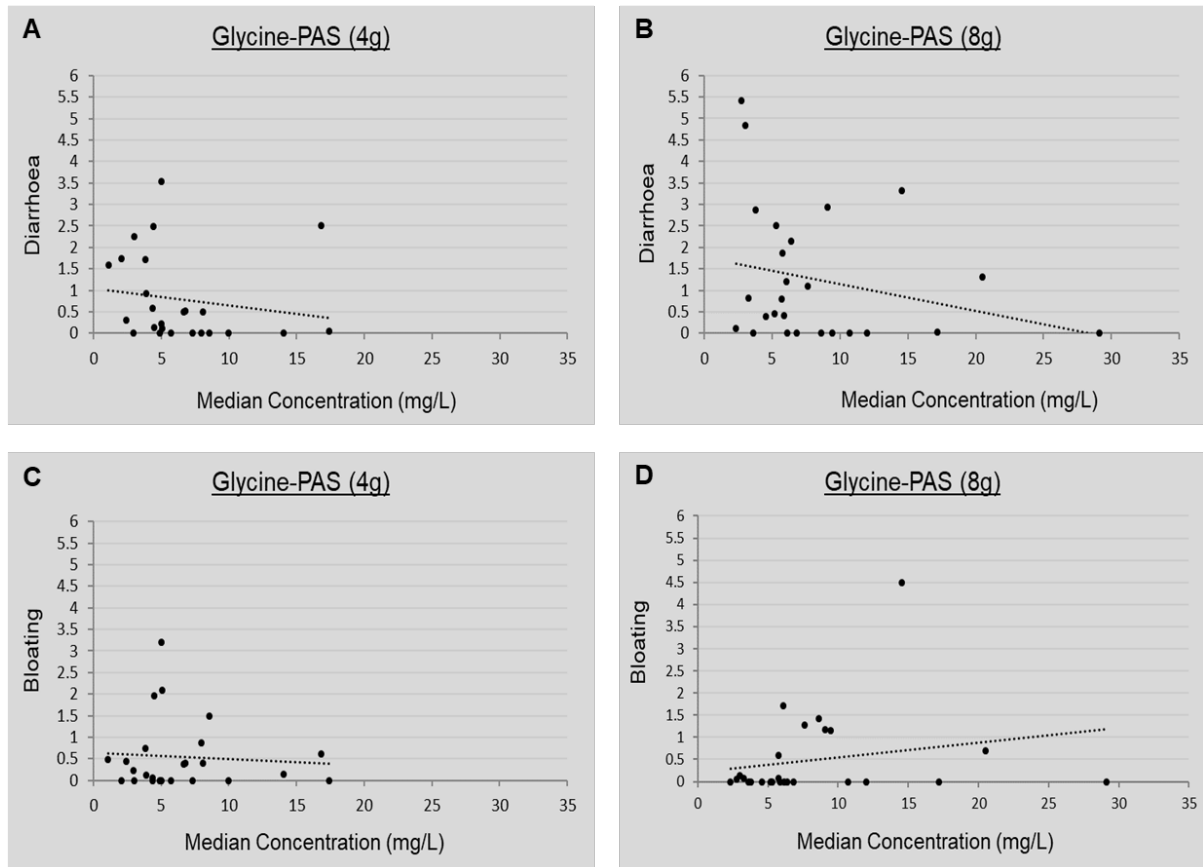 A
Glycine-PAS (4g)
6
5.5
5
4.5
4
3.5
3
2.5
2
1.5
1
0.5
0
Diarrhoea
0 5 10 15 20 25 30 35
Median Concentration (mg/L)
B
Glycine-PAS (8g)
6
5.5
5
4.5
4
3.5
3
2.5
2
1.5
1
0.5
0
Diarrhoea
0 5 10 15 20 25 30 35
Median Concentration (mg/L)
C
Glycine-PAS (4g)
6
5.5
5
4.5
4
3.5
3
2.5
2
1.5
1
0.5
0
Bloating
0 5 10 15 20 25 30 35
Median Concentration (mg/L)
D
Glycine-PAS (8g)
6
5.5
5
4.5
4
3.5
3
2.5
2
1.5
1
0.5
0
Bloating
0 5 10 15 20 25 30 35
Median Concentration (mg/L)